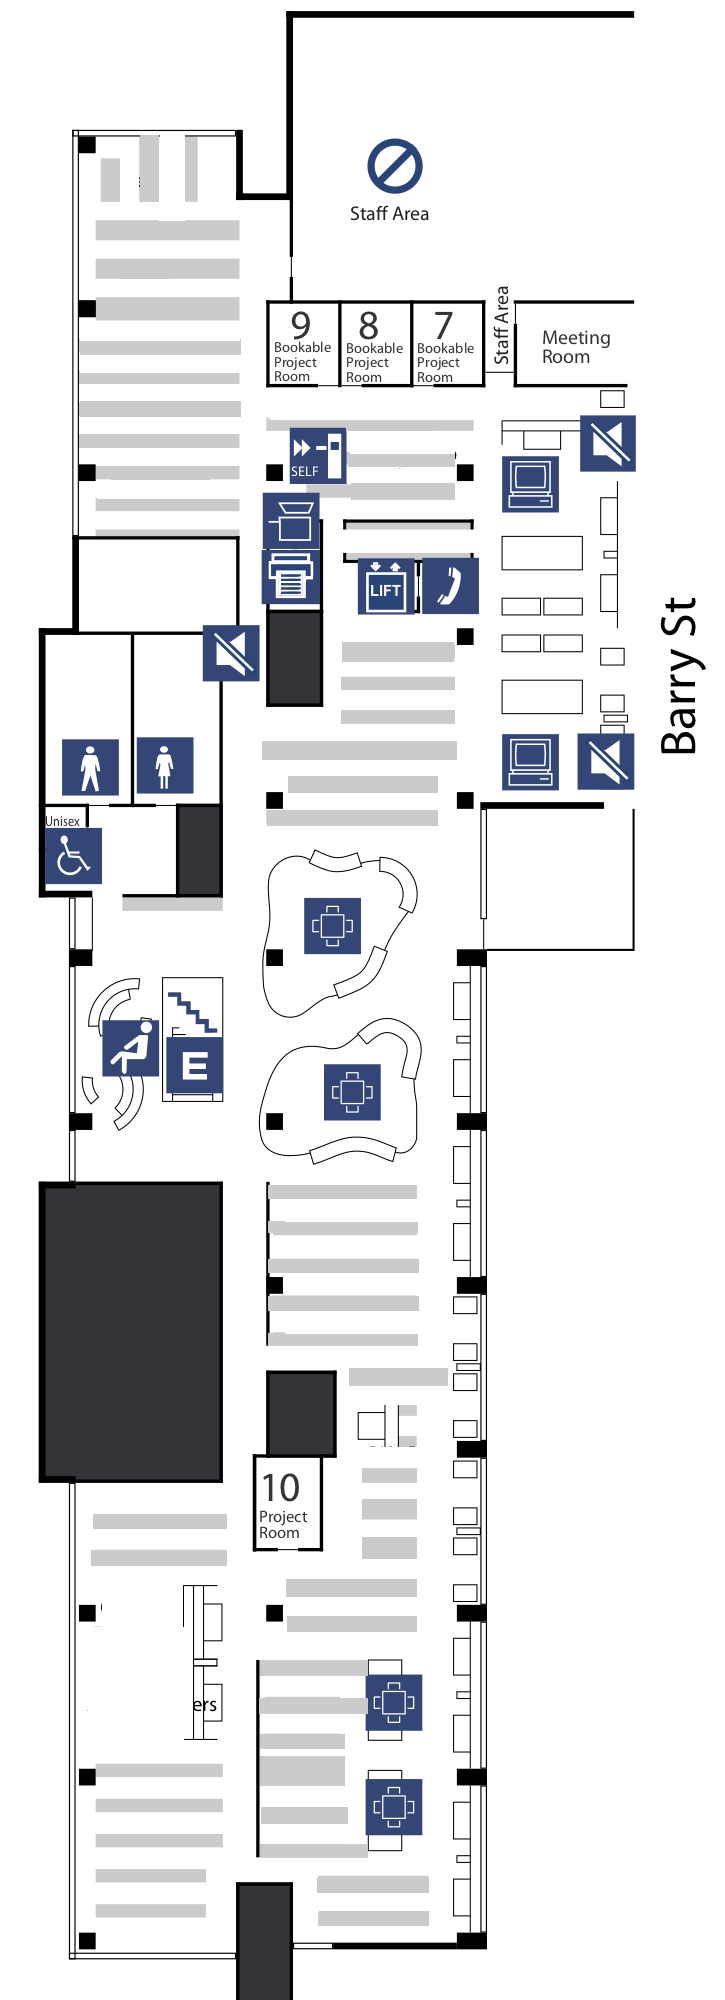 Staff Area
9
Bookable
Project
Room
8
Bookable
Project
Room
7
Bookable
Project
Room
Staff Area
Meeting
Room
SELF
LIFT
Barry St
Unisex
E
10
Project
Room
ers